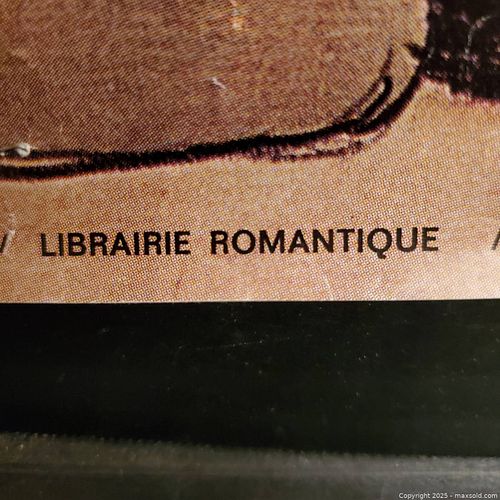 / LIBRAIRIE ROMANTIQUE /
Copyright © 2025 - maxsold.com